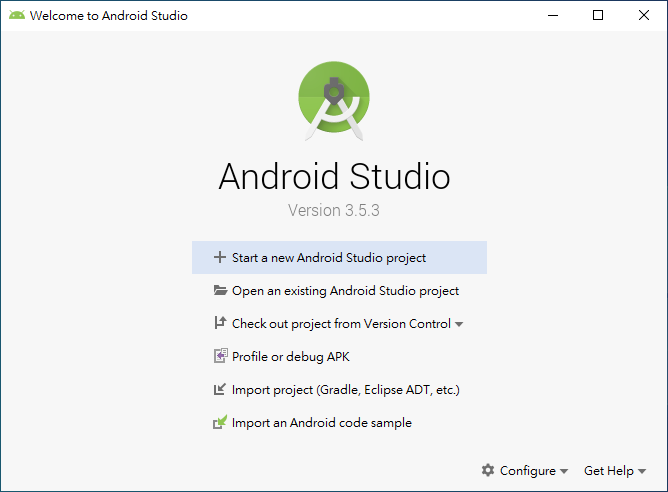 Welcome to Android Studio
Android Studio
Version 3.5.3
Start a new Android Studio project
Open an existing Android Studio project
Check out project from Version Control
Profile or debug APK
Import project (Gradle, Eclipse ADT, etc.)
Import an Android code sample
Configure Get Help